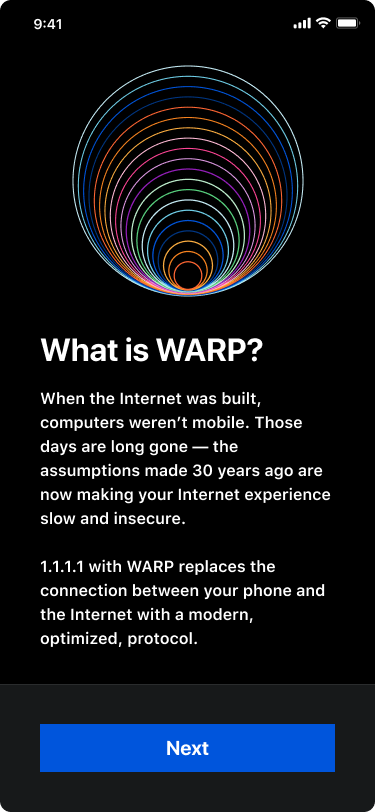 9:41
What is WARP?
When the Internet was built,
computers weren’t mobile. Those
days are long gone — the
assumptions made 30 years ago are
now making your Internet experience
slow and insecure.
1.1.1.1 with WARP replaces the
connection between your phone and
the Internet with a modern,
optimized, protocol.
Next